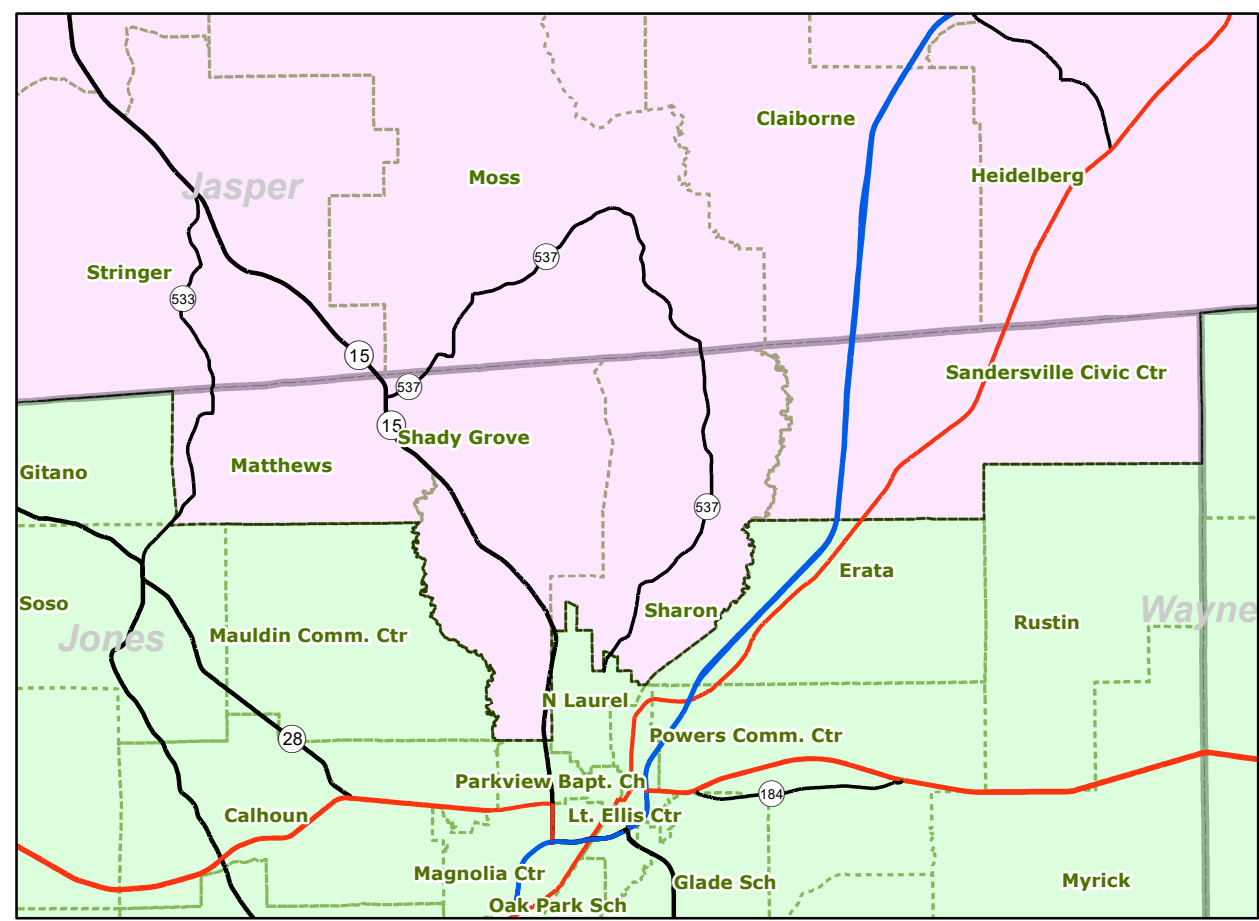 Claiborne
Moss
Heidelberg
Jasper
537
Stringer
533
15
537
Sandersville Civic Ctr
15
Shady Grove
Matthews
Gitano
537
Erata
Soso
Sharon
Wayne
Rustin
Jones
Mauldin Comm. Ctr
N Laurel
28
Powers Comm. Ctr
Parkview Bapt. Ch
184
Calhoun
Lt. Ellis Ctr
Magnolia Ctr
Glade Sch
Myrick
Oak Park Sch